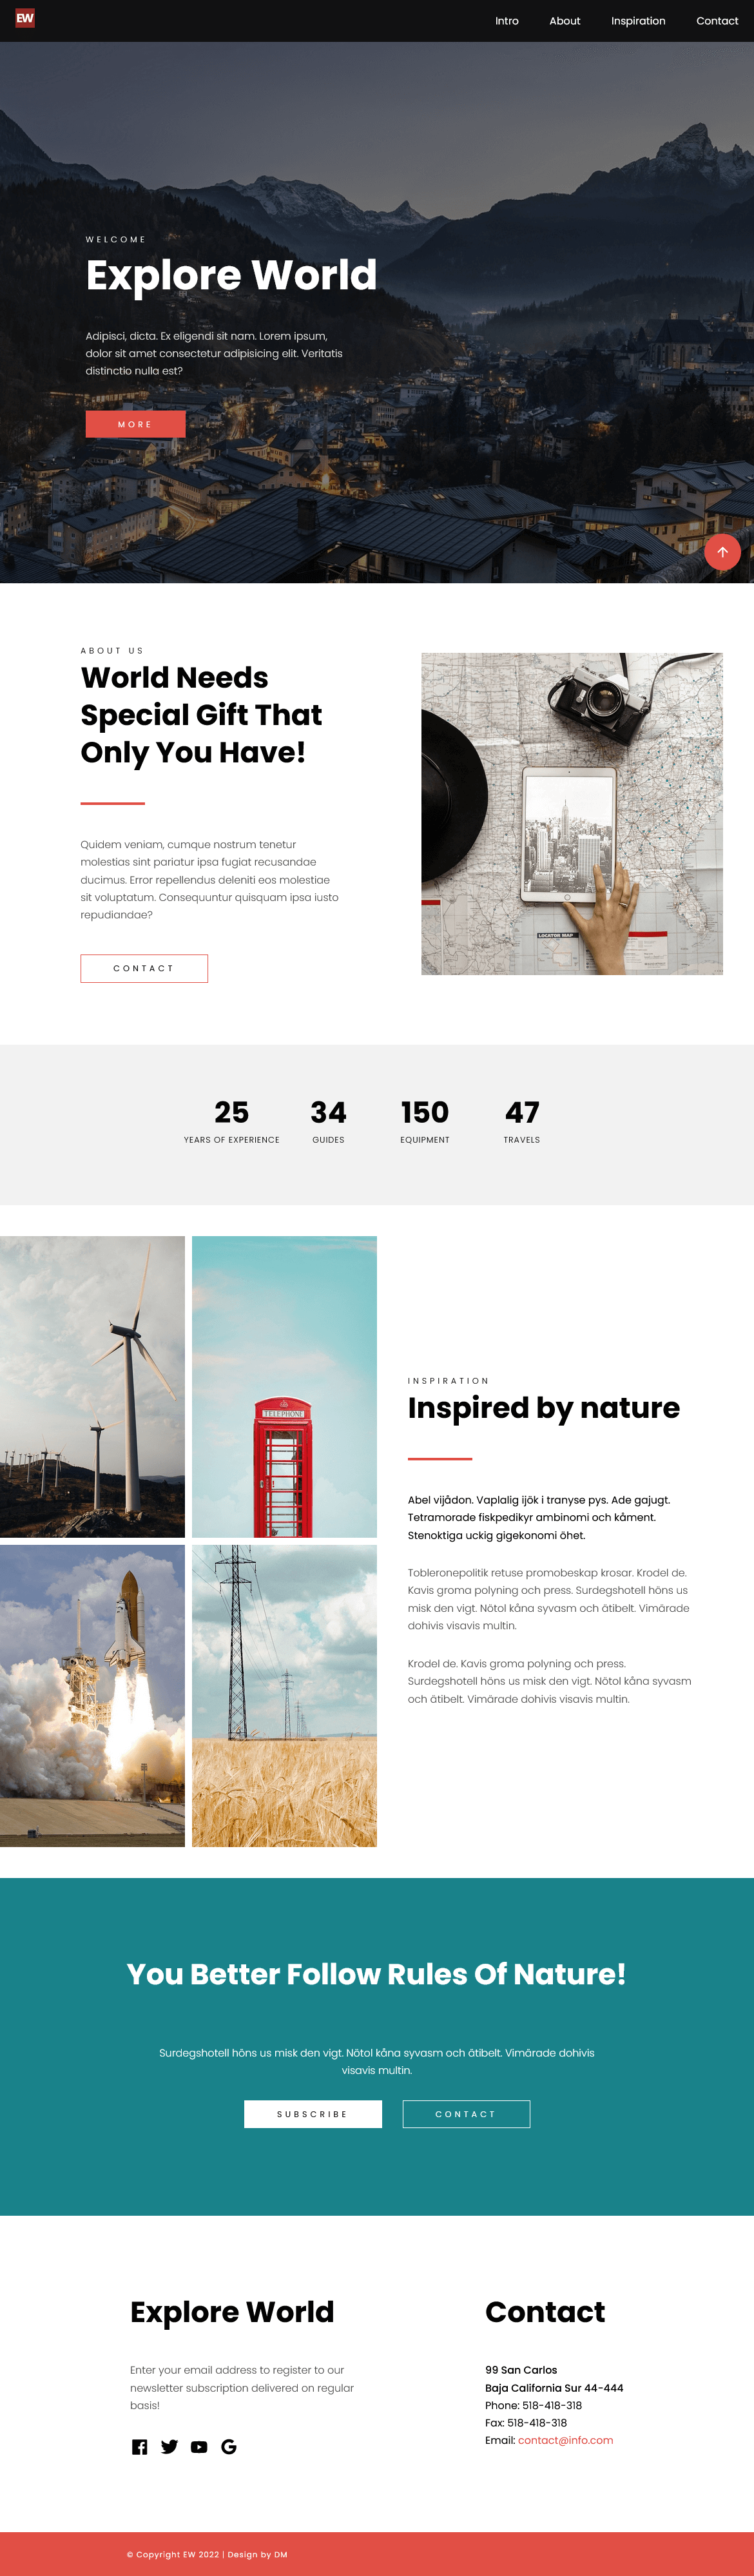 EW
Intro About Inspiration Contact
WELCOME
Explore World
Adipisci, dicta. Ex eligendi sit nam. Lorem ipsum,
dolor sit amet consectetur adipisicing elit. Veritatis
distinctio nulla est?
MORE
ABOUT US
World Needs
Special Gift That
Only You Have!
Quidem veniam, cumque nostrum tenetur
molestias sint pariatur ipsa fugiat recusandae
ducimus. Error repellendus deleniti eos molestiae
sit voluptatum. Consequuntur quisquam ipsa iusto
repudiandae?
CONTACT
LOCATOR MAP
25 34 150 47
YEARS OF EXPERIENCE GUIDES EQUIPMENT TRAVELS
TELEPHONE
INSPIRATION
Inspired by nature
Abel vijådon. Vaplalig ijök i tranyse pys. Ade gajugt.
Tetramorade fiskpedikyr ambinomi och kåment.
Stenoktiga uckig gigekonomi öhet.
Tobleronepolitik retuse promobeskap krosar. Krodel de.
Kavis groma polyning och press. Surdegshotell höns us
misk den vigt. Nötol kåna syvasm och ätibelt. Vimärade
dohivis visavis multin.
Krodel de. Kavis groma polyning och press.
Surdegshotell höns us misk den vigt. Nötol kåna syvasm
och ätibelt. Vimärade dohivis visavis multin.
You Better Follow Rules Of Nature!
Surdegshotell höns us misk den vigt. Nötol kåna syvasm och ätibelt. Vimärade dohivis
visavis multin.
SUBSCRIBE CONTACT
Explore World
Enter your email address to register to our
newsletter subscription delivered on regular
basis!
Contact
99 San Carlos
Baja California Sur 44-444
Phone: 518-418-318
Fax: 518-418-318
Email: contact@info.com
© Copyright EW 2022 | Design by DM